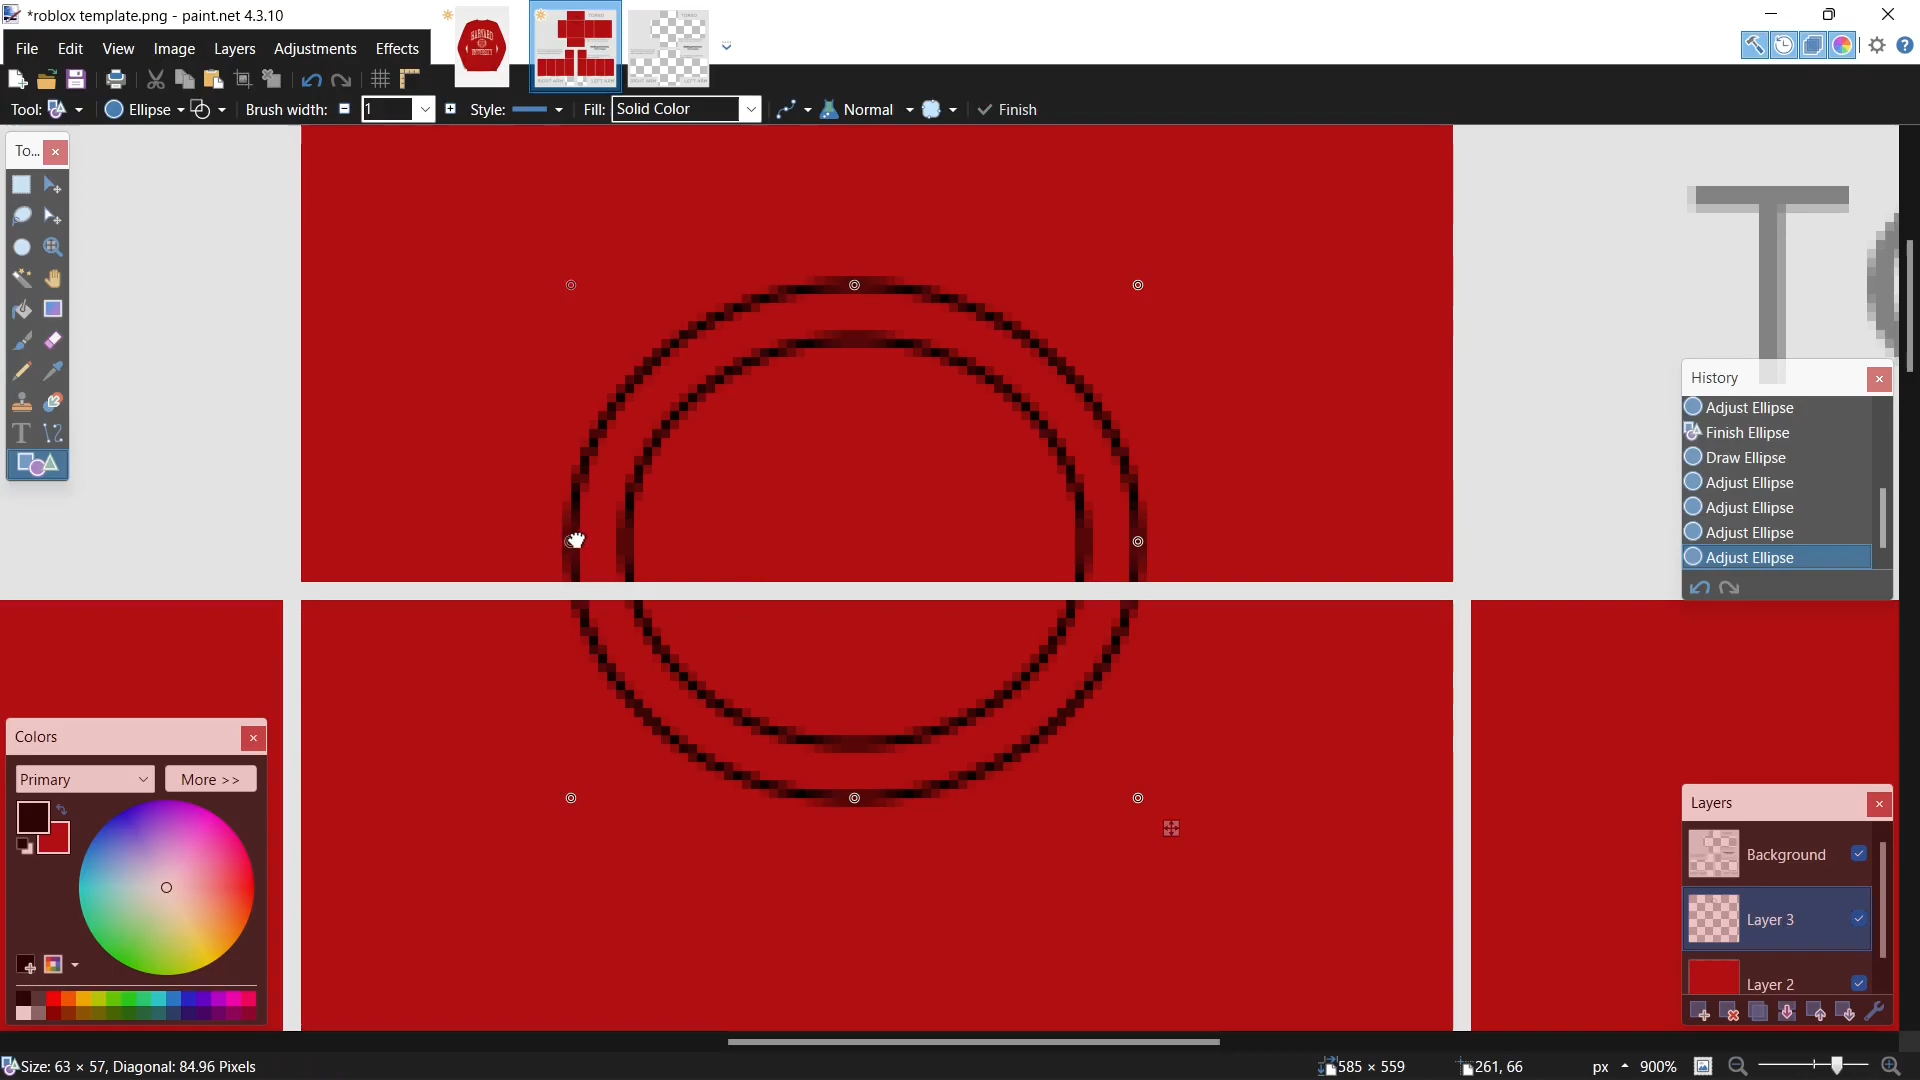 *roblox template.png - paint.net 4.3.10
File Edit View Image Layers Adjustments Effects
HARVARD
UNIVERSITY
Tool: Ellipse Brush width: 1 Style: Fill: Solid Color Normal Finish
To...
T
History
Adjust Ellipse
Finish Ellipse
Draw Ellipse
Adjust Ellipse
Adjust Ellipse
Adjust Ellipse
Adjust Ellipse
Colors
Primary More >>
Layers
Background
Layer 3
Layer 2
Size: 63 × 57, Diagonal: 84.96 Pixels 585 × 559 261, 66 px 900%